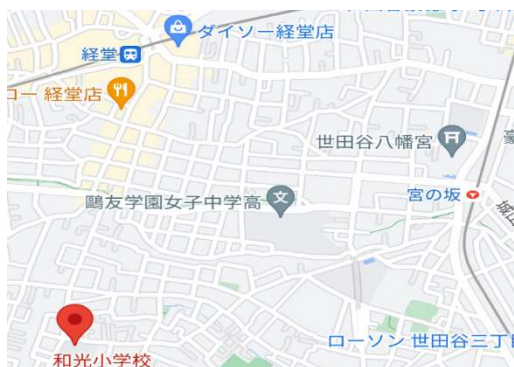 ダイソー経堂店
経堂
経堂店
世田谷八幡宮
宮の坂
鷗友学園女子中学高
ローソン 世田谷三丁目
和光小学校